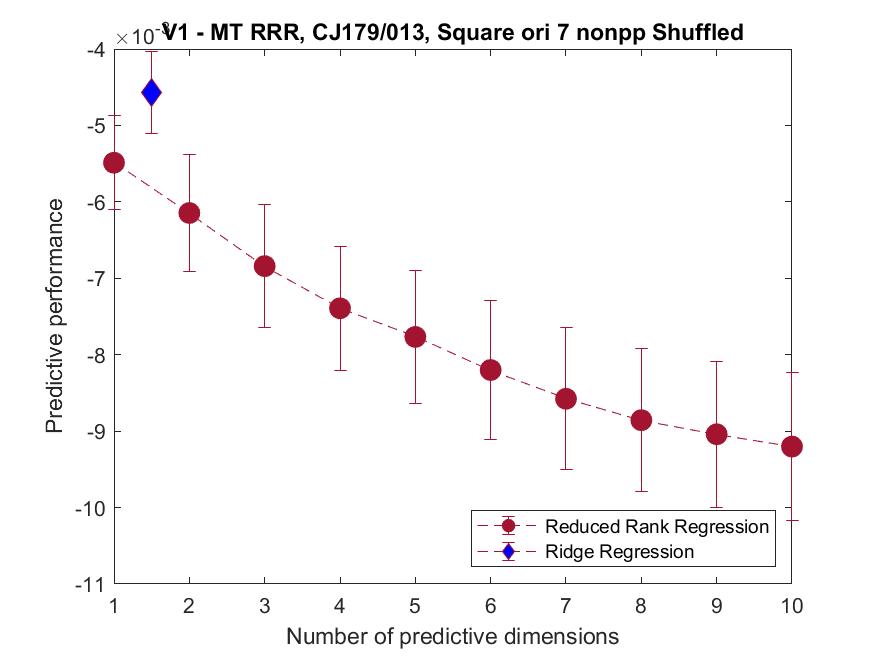 ×10⁻³
V1 - MT RRR, CJ179/013, Square ori 7 nonpp Shuffled
-4
-5
-6
-7
-8
-9
-10
-11
Predictive performance
Reduced Rank Regression
Ridge Regression
1 2 3 4 5 6 7 8 9 10
Number of predictive dimensions